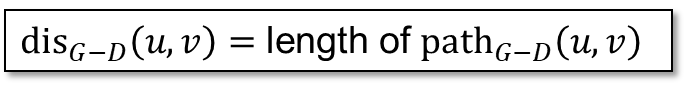 dis_{G−D}(u, v) = length of path_{G−D}(u, v)